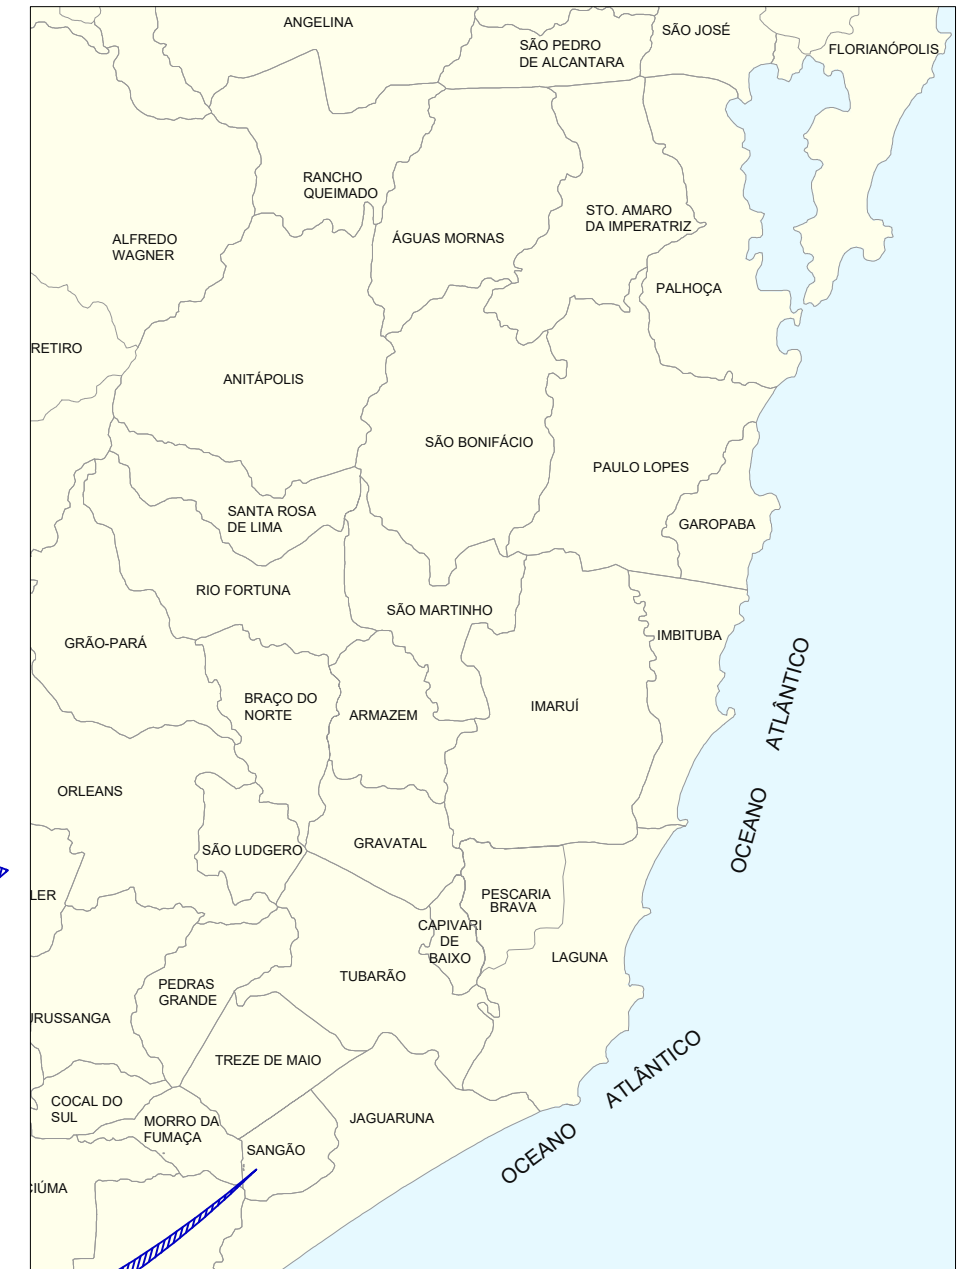 ANGELINA
SÃO JOSÉ
SÃO PEDRO
DE ALCANTARA
FLORIANÓPOLIS
RANCHO
QUEIMADO
STO. AMARO
DA IMPERATRIZ
ALFREDO
WAGNER
ÁGUAS MORNAS
PALHOÇA
RETIRO
ANITÁPOLIS
SÃO BONIFÁCIO
PAULO LOPES
SANTA ROSA
DE LIMA
GAROPABA
RIO FORTUNA
SÃO MARTINHO
GRÃO-PARÁ
IMBITUBA
BRAÇO DO
NORTE
ARMAZEM
IMARUÍ
OCEANO ATLÂNTICO
ORLEANS
SÃO LUDGERO
GRAVATAL
LER
PESCARIA
BRAVA
CAPIVARI
DE
BAIXO
LAGUNA
TUBARÃO
PEDRAS
GRANDE
URUSSANGA
TREZE DE MAIO
OCEANO ATLÂNTICO
COCAL DO
SUL
MORRO DA
FUMAÇA
JAGUARUNA
SANGÃO
CIÚMA